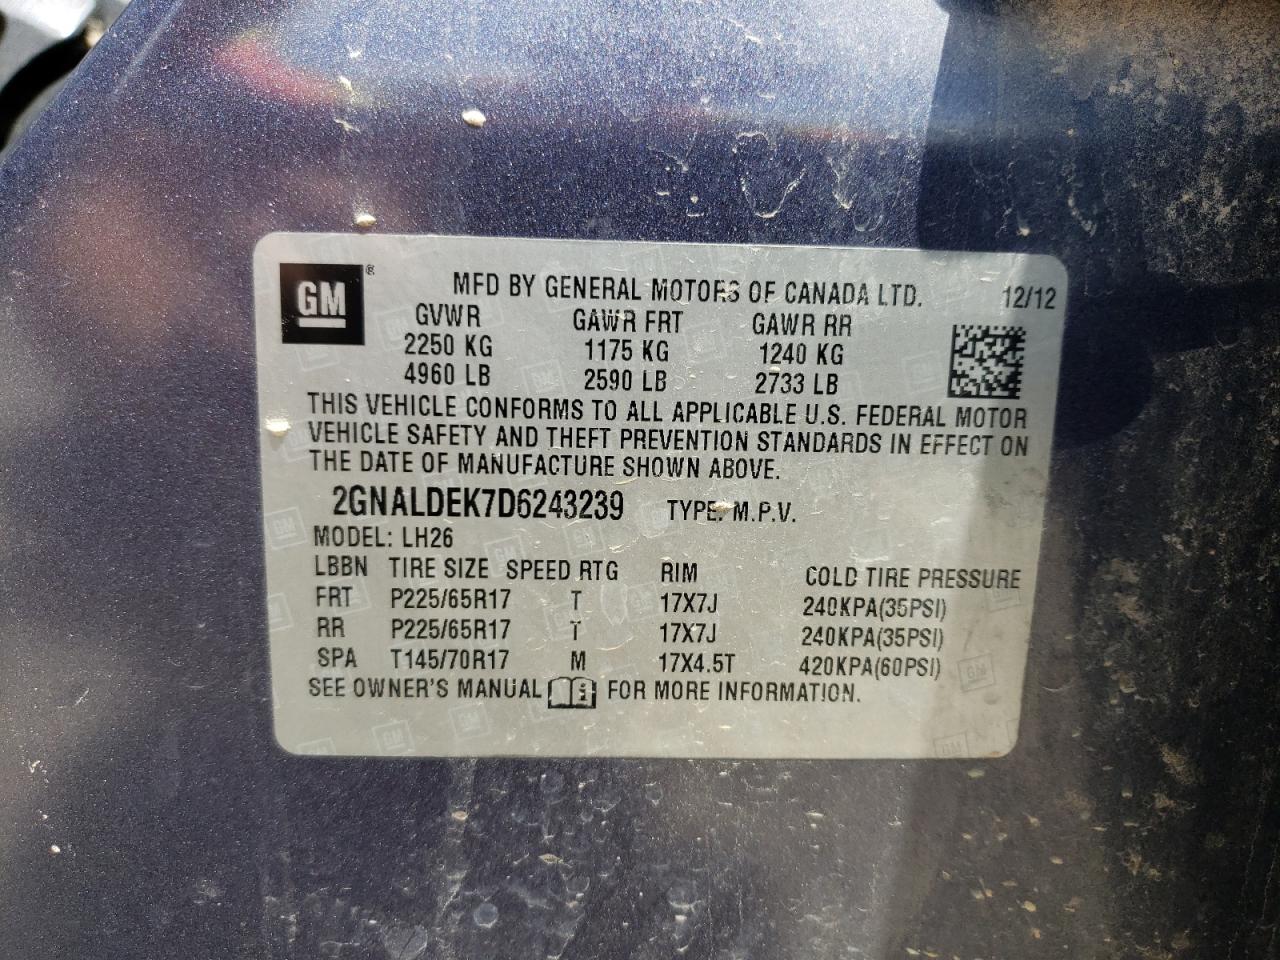 GM ®
MFD BY GENERAL MOTORS OF CANADA LTD. 12/12
GVWR GAWR FRT GAWR RR
2250 KG 1175 KG 1240 KG
4960 LB 2590 LB 2733 LB
THIS VEHICLE CONFORMS TO ALL APPLICABLE U.S. FEDERAL MOTOR
VEHICLE SAFETY AND THEFT PREVENTION STANDARDS IN EFFECT ON
THE DATE OF MANUFACTURE SHOWN ABOVE.
2GNALDEK7D6243239 TYPE: M.P.V.
MODEL: LH26
LBBN TIRE SIZE SPEED RTG RIM COLD TIRE PRESSURE
FRT P225/65R17 T 17X7J 240KPA(35PSI)
RR P225/65R17 T 17X7J 240KPA(35PSI)
SPA T145/70R17 M 17X4.5T 420KPA(60PSI)
SEE OWNER'S MANUAL FOR MORE INFORMATION.